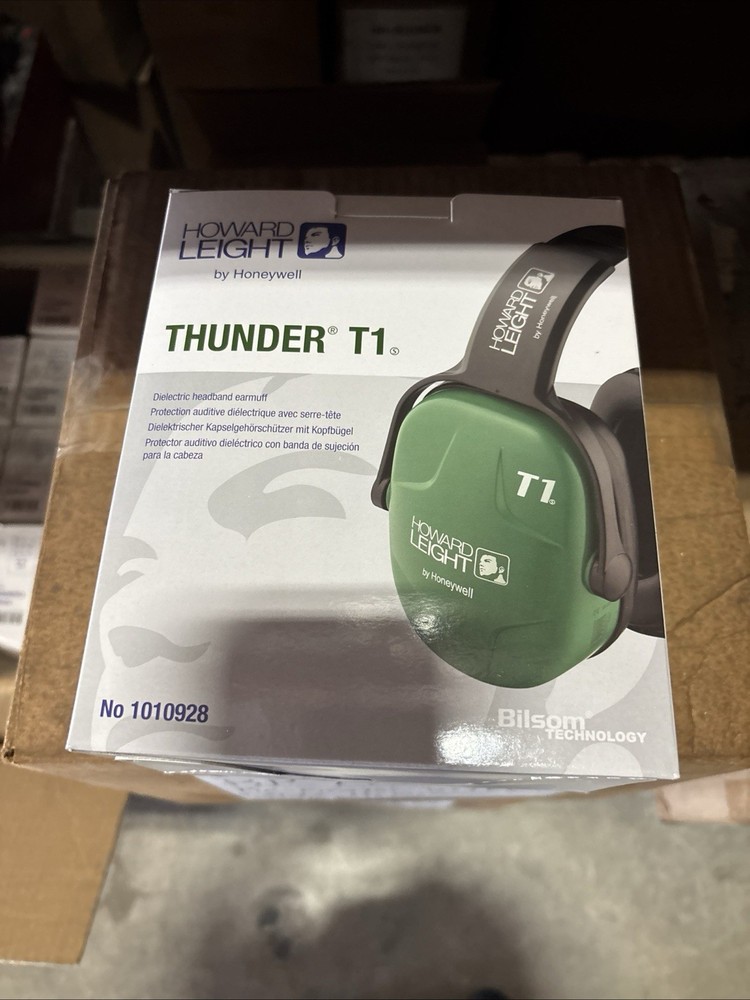 HOWARD
LEIGHT
by Honeywell
THUNDER® T1Ⓢ
Dielectric headband earmuff
Protection auditive diélectrique avec serre-tête
Dielektrischer Kapselgehörschützer mit Kopfbügel
Protector auditivo dieléctrico con banda de sujeción
para la cabeza
HOWARD
LEIGHT
by Honeywell
T1Ⓢ
HOWARD
LEIGHT
by Honeywell
No 1010928
Bilsom®
TECHNOLOGY